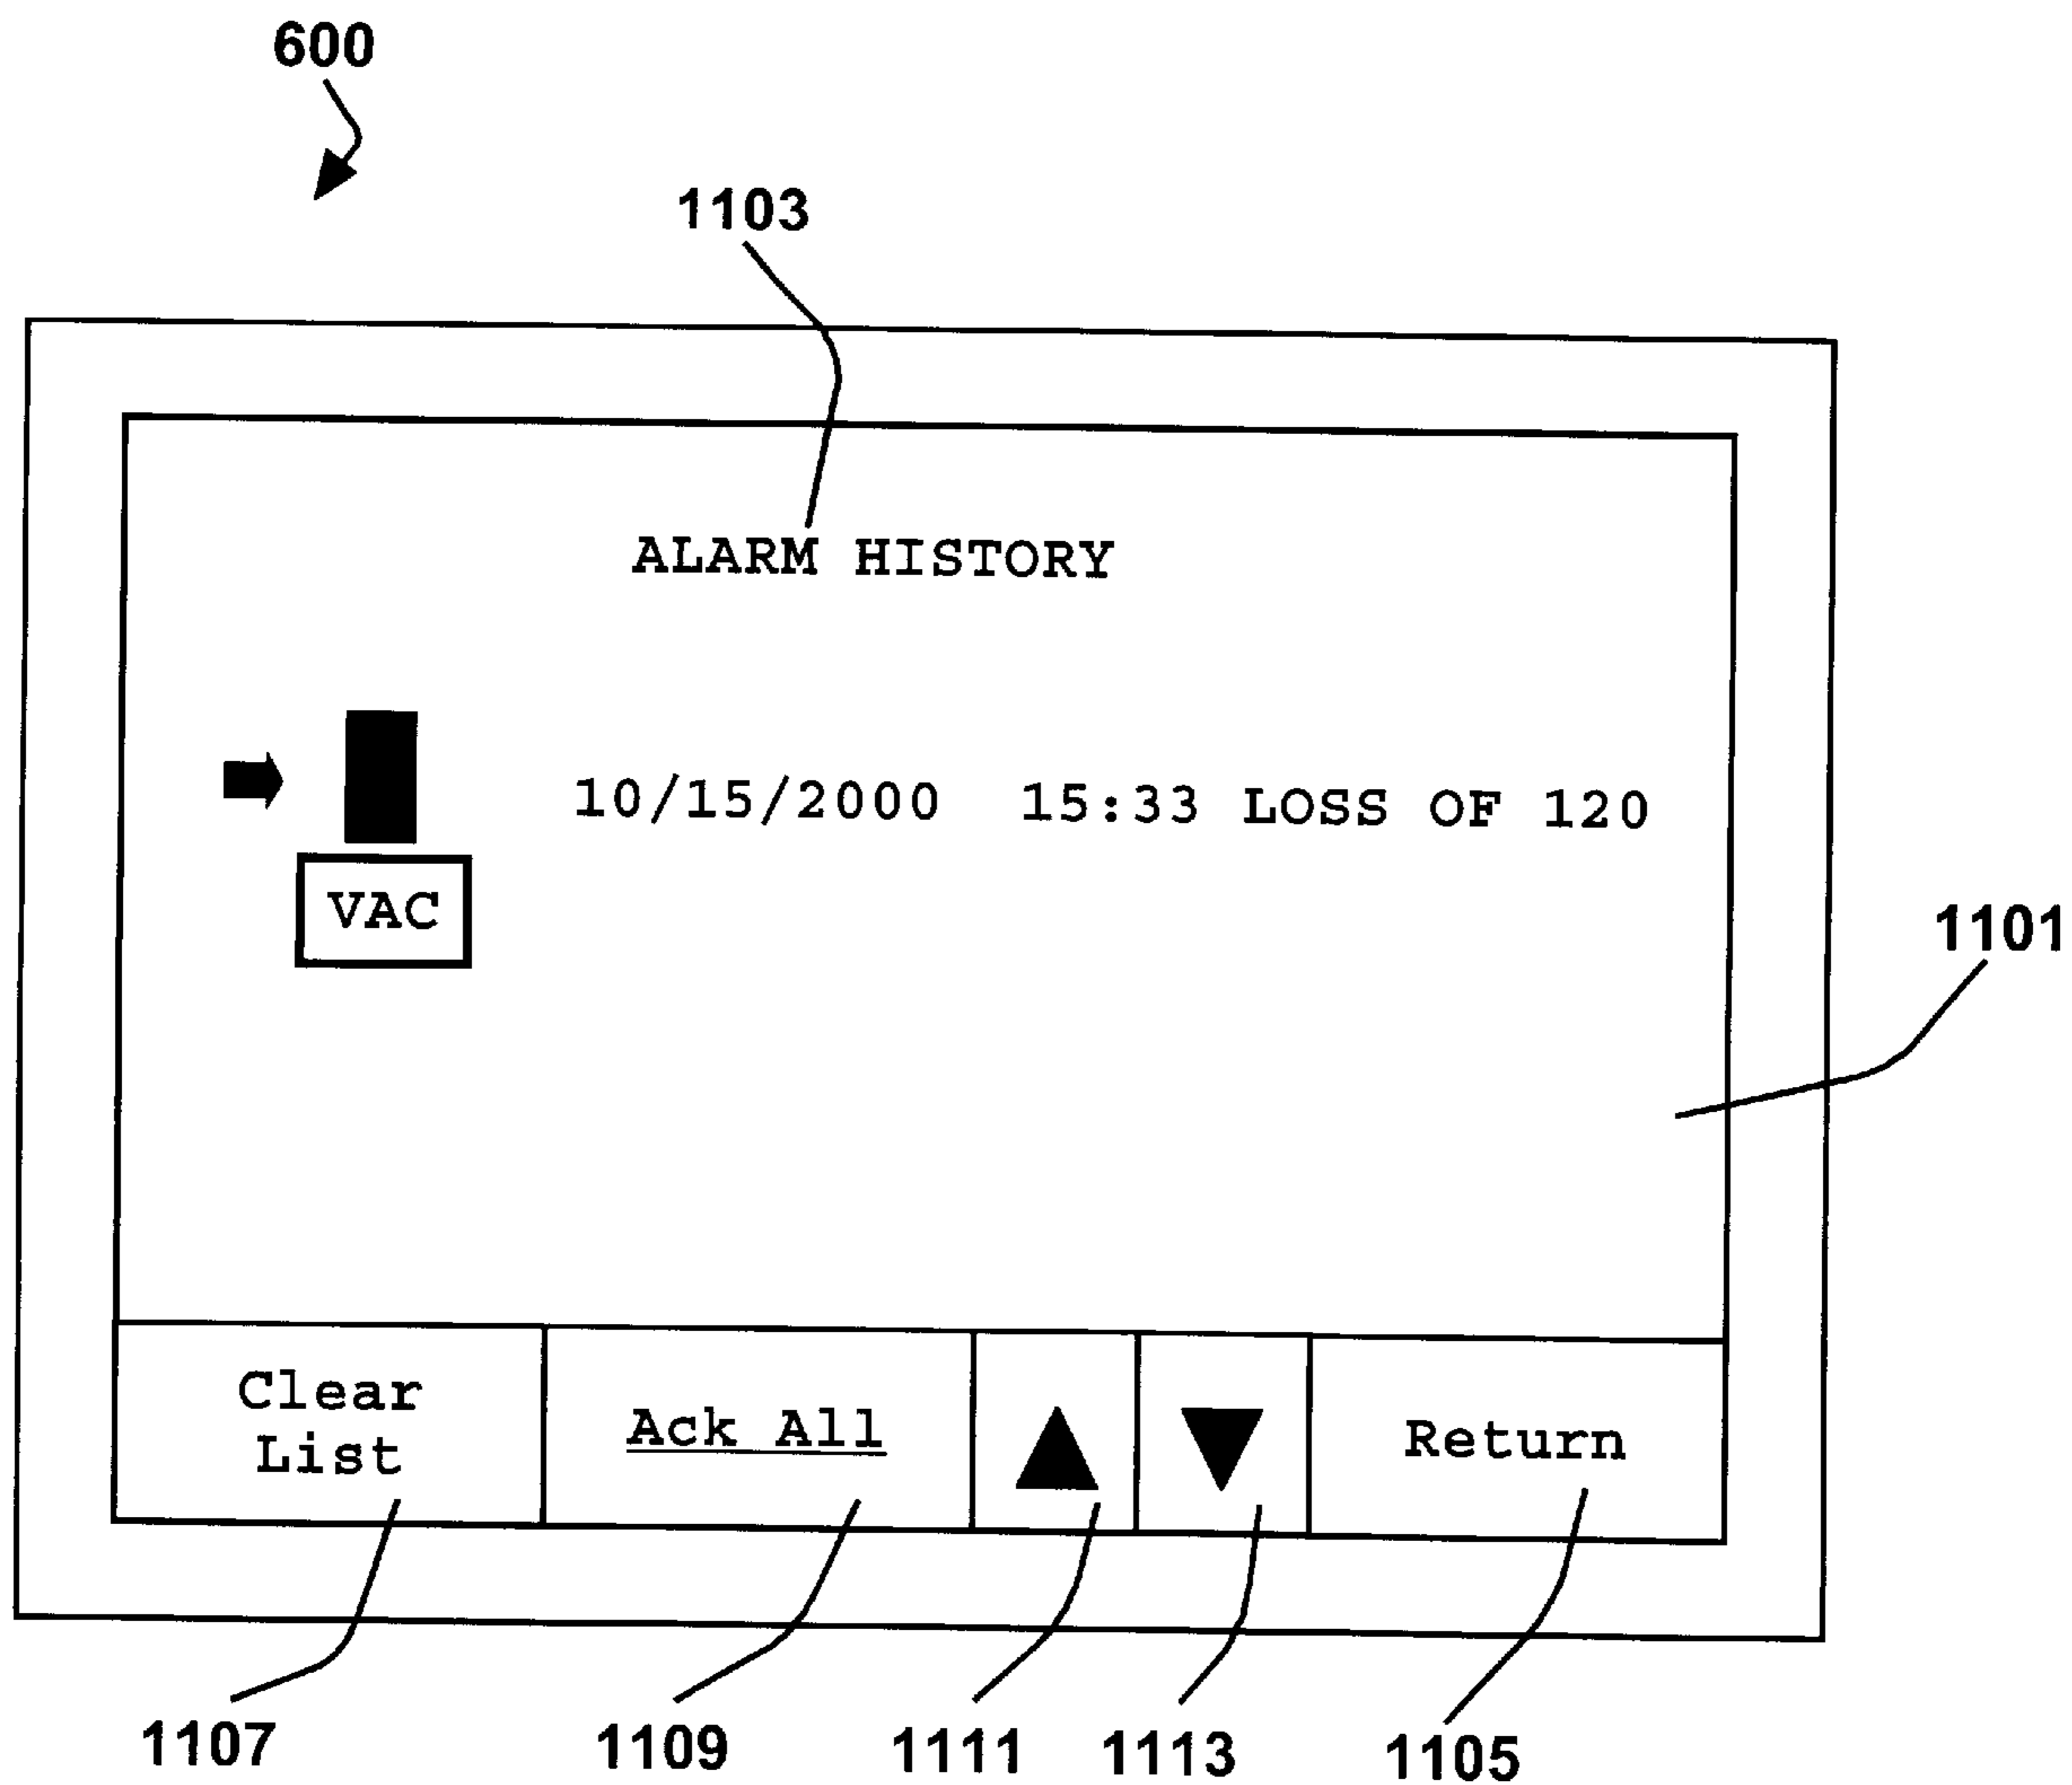 600
1103
ALARM HISTORY
10/15/2000 15:33 LOSS OF 120
VAC
1101
Clear
List
Ack All
Return
1107
1109
1111
1113
1105